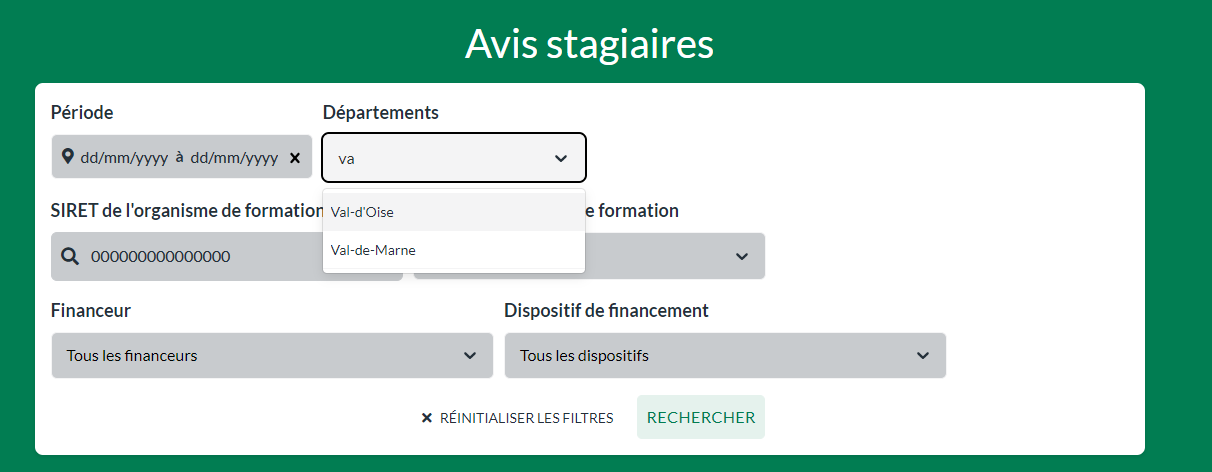 Avis stagiaires
Période
Départements
dd/mm/yyyy à dd/mm/yyyy
va
Val-d'Oise
Val-de-Marne
SIRET de l'organisme de formation
e formation
000000000000000
Financeur
Dispositif de financement
Tous les financeurs
Tous les dispositifs
RÉINITIALISER LES FILTRES
RECHERCHER